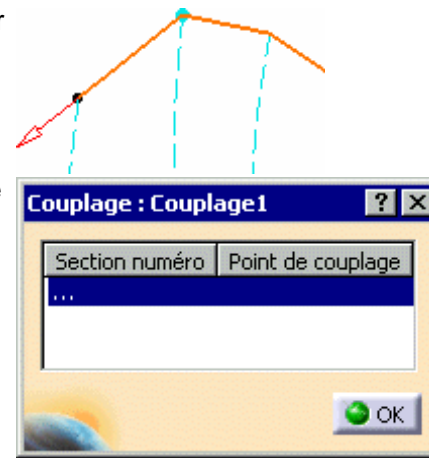 r
e
Couplage : Couplage1
Section numéro Point de couplage
...
OK